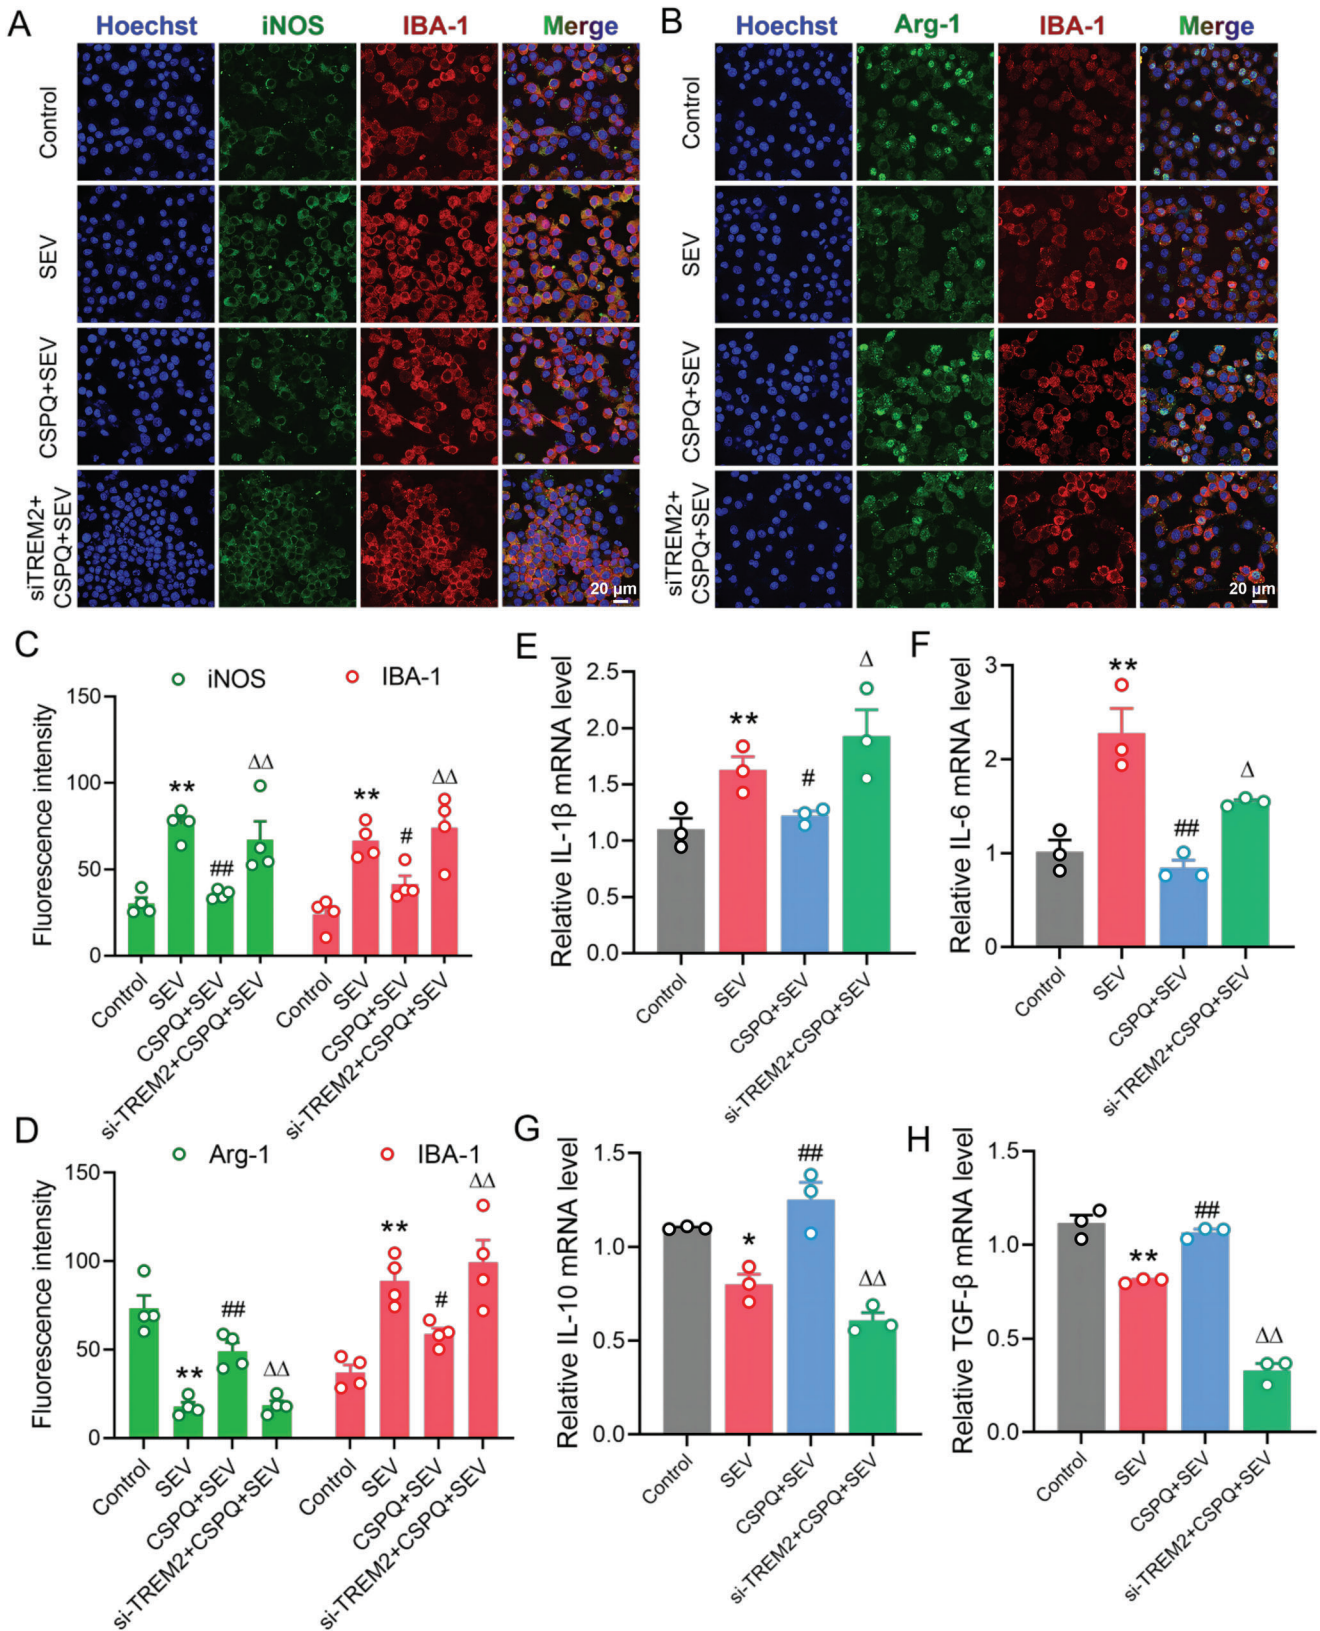 A
Hoechst iNOS IBA-1 Merge
Control
SEV
CSPQ+SEV
siTREM2+
CSPQ+SEV
20 μm
B
Hoechst Arg-1 IBA-1 Merge
Control
SEV
CSPQ+SEV
siTREM2+
CSPQ+SEV
20 μm
C
iNOS IBA-1
Fluorescence intensity
150
100
50
0
** ## ΔΔ ** # ΔΔ
Control SEV CSPQ+SEV si-TREM2+CSPQ+SEV Control SEV CSPQ+SEV si-TREM2+CSPQ+SEV
E
Relative IL-1β mRNA level
2.5
2.0
1.5
1.0
0.5
0.0
** # Δ
Control SEV CSPQ+SEV si-TREM2+CSPQ+SEV
F
Relative IL-6 mRNA level
3
2
1
0
** ## Δ
Control SEV CSPQ+SEV si-TREM2+CSPQ+SEV
D
Arg-1 IBA-1
Fluorescence intensity
150
100
50
0
** ## ΔΔ ** # ΔΔ
Control SEV CSPQ+SEV si-TREM2+CSPQ+SEV Control SEV CSPQ+SEV si-TREM2+CSPQ+SEV
G
Relative IL-10 mRNA level
1.5
1.0
0.5
0.0
* ## ΔΔ
Control SEV CSPQ+SEV si-TREM2+CSPQ+SEV
H
Relative TGF-β mRNA level
1.5
1.0
0.5
0.0
** ## ΔΔ
Control SEV CSPQ+SEV si-TREM2+CSPQ+SEV